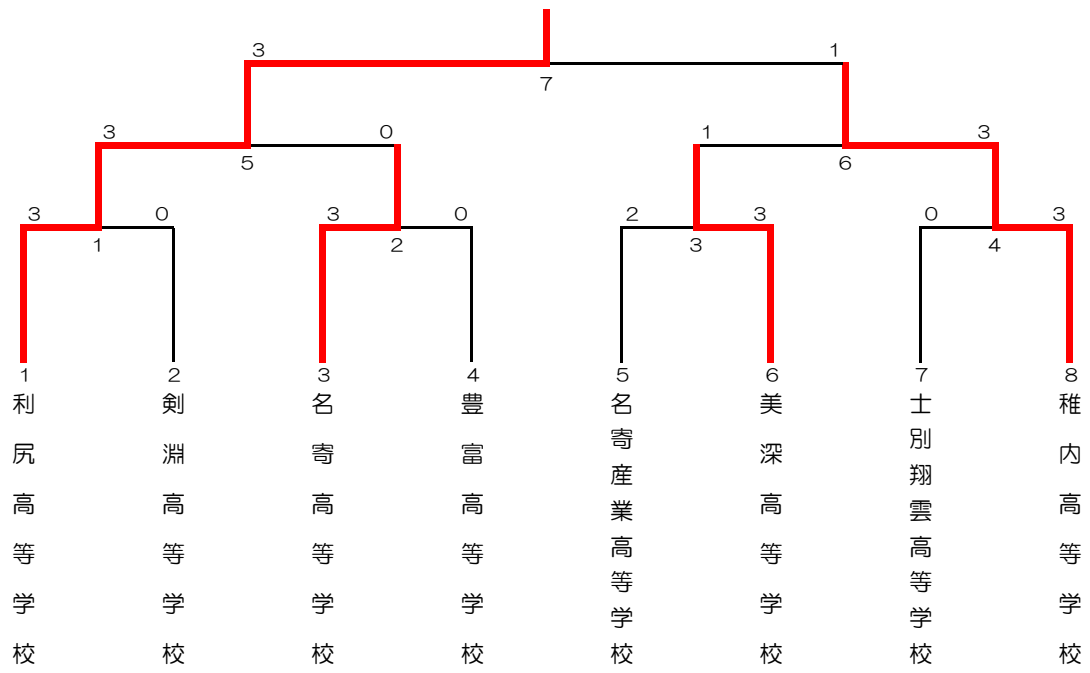 3 1
7
3 0 1 3
5 6
3 0 3 0 2 3 0 3
1 2 3 4
1 2 3 4 5 6 7 8
利尻高等学校
剣淵高等学校
名寄高等学校
豊富高等学校
名寄産業高等学校
美深高等学校
士別翔雲高等学校
稚内高等学校